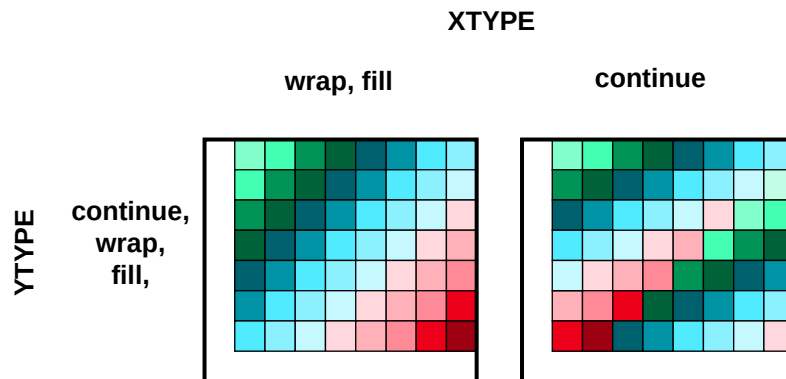 XTYPE
wrap, fill
continue
YTYPE
continue,
wrap,
fill,